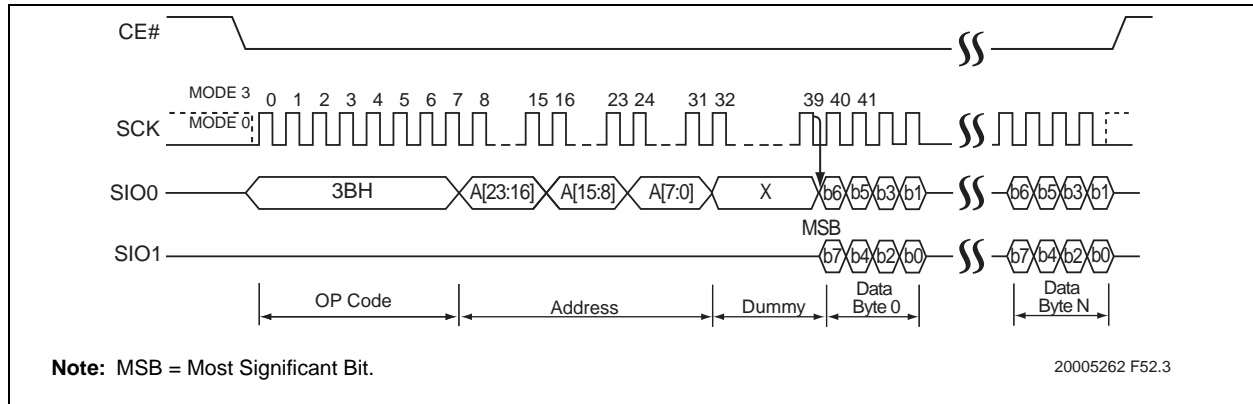 CE#
MODE 3
0 1 2 3 4 5 6 7 8 15 16 23 24 31 32 39 40 41
SCK
MODE 0
SIO0
3BH
A[23:16]
A[15:8]
A[7:0]
X
b6 b5 b3 b1
b6 b5 b3 b1
MSB
SIO1
b7 b4 b2 b0
b7 b4 b2 b0
OP Code
Address
Dummy
Data
Byte 0
Data
Byte N
Note: MSB = Most Significant Bit.
20005262 F52.3